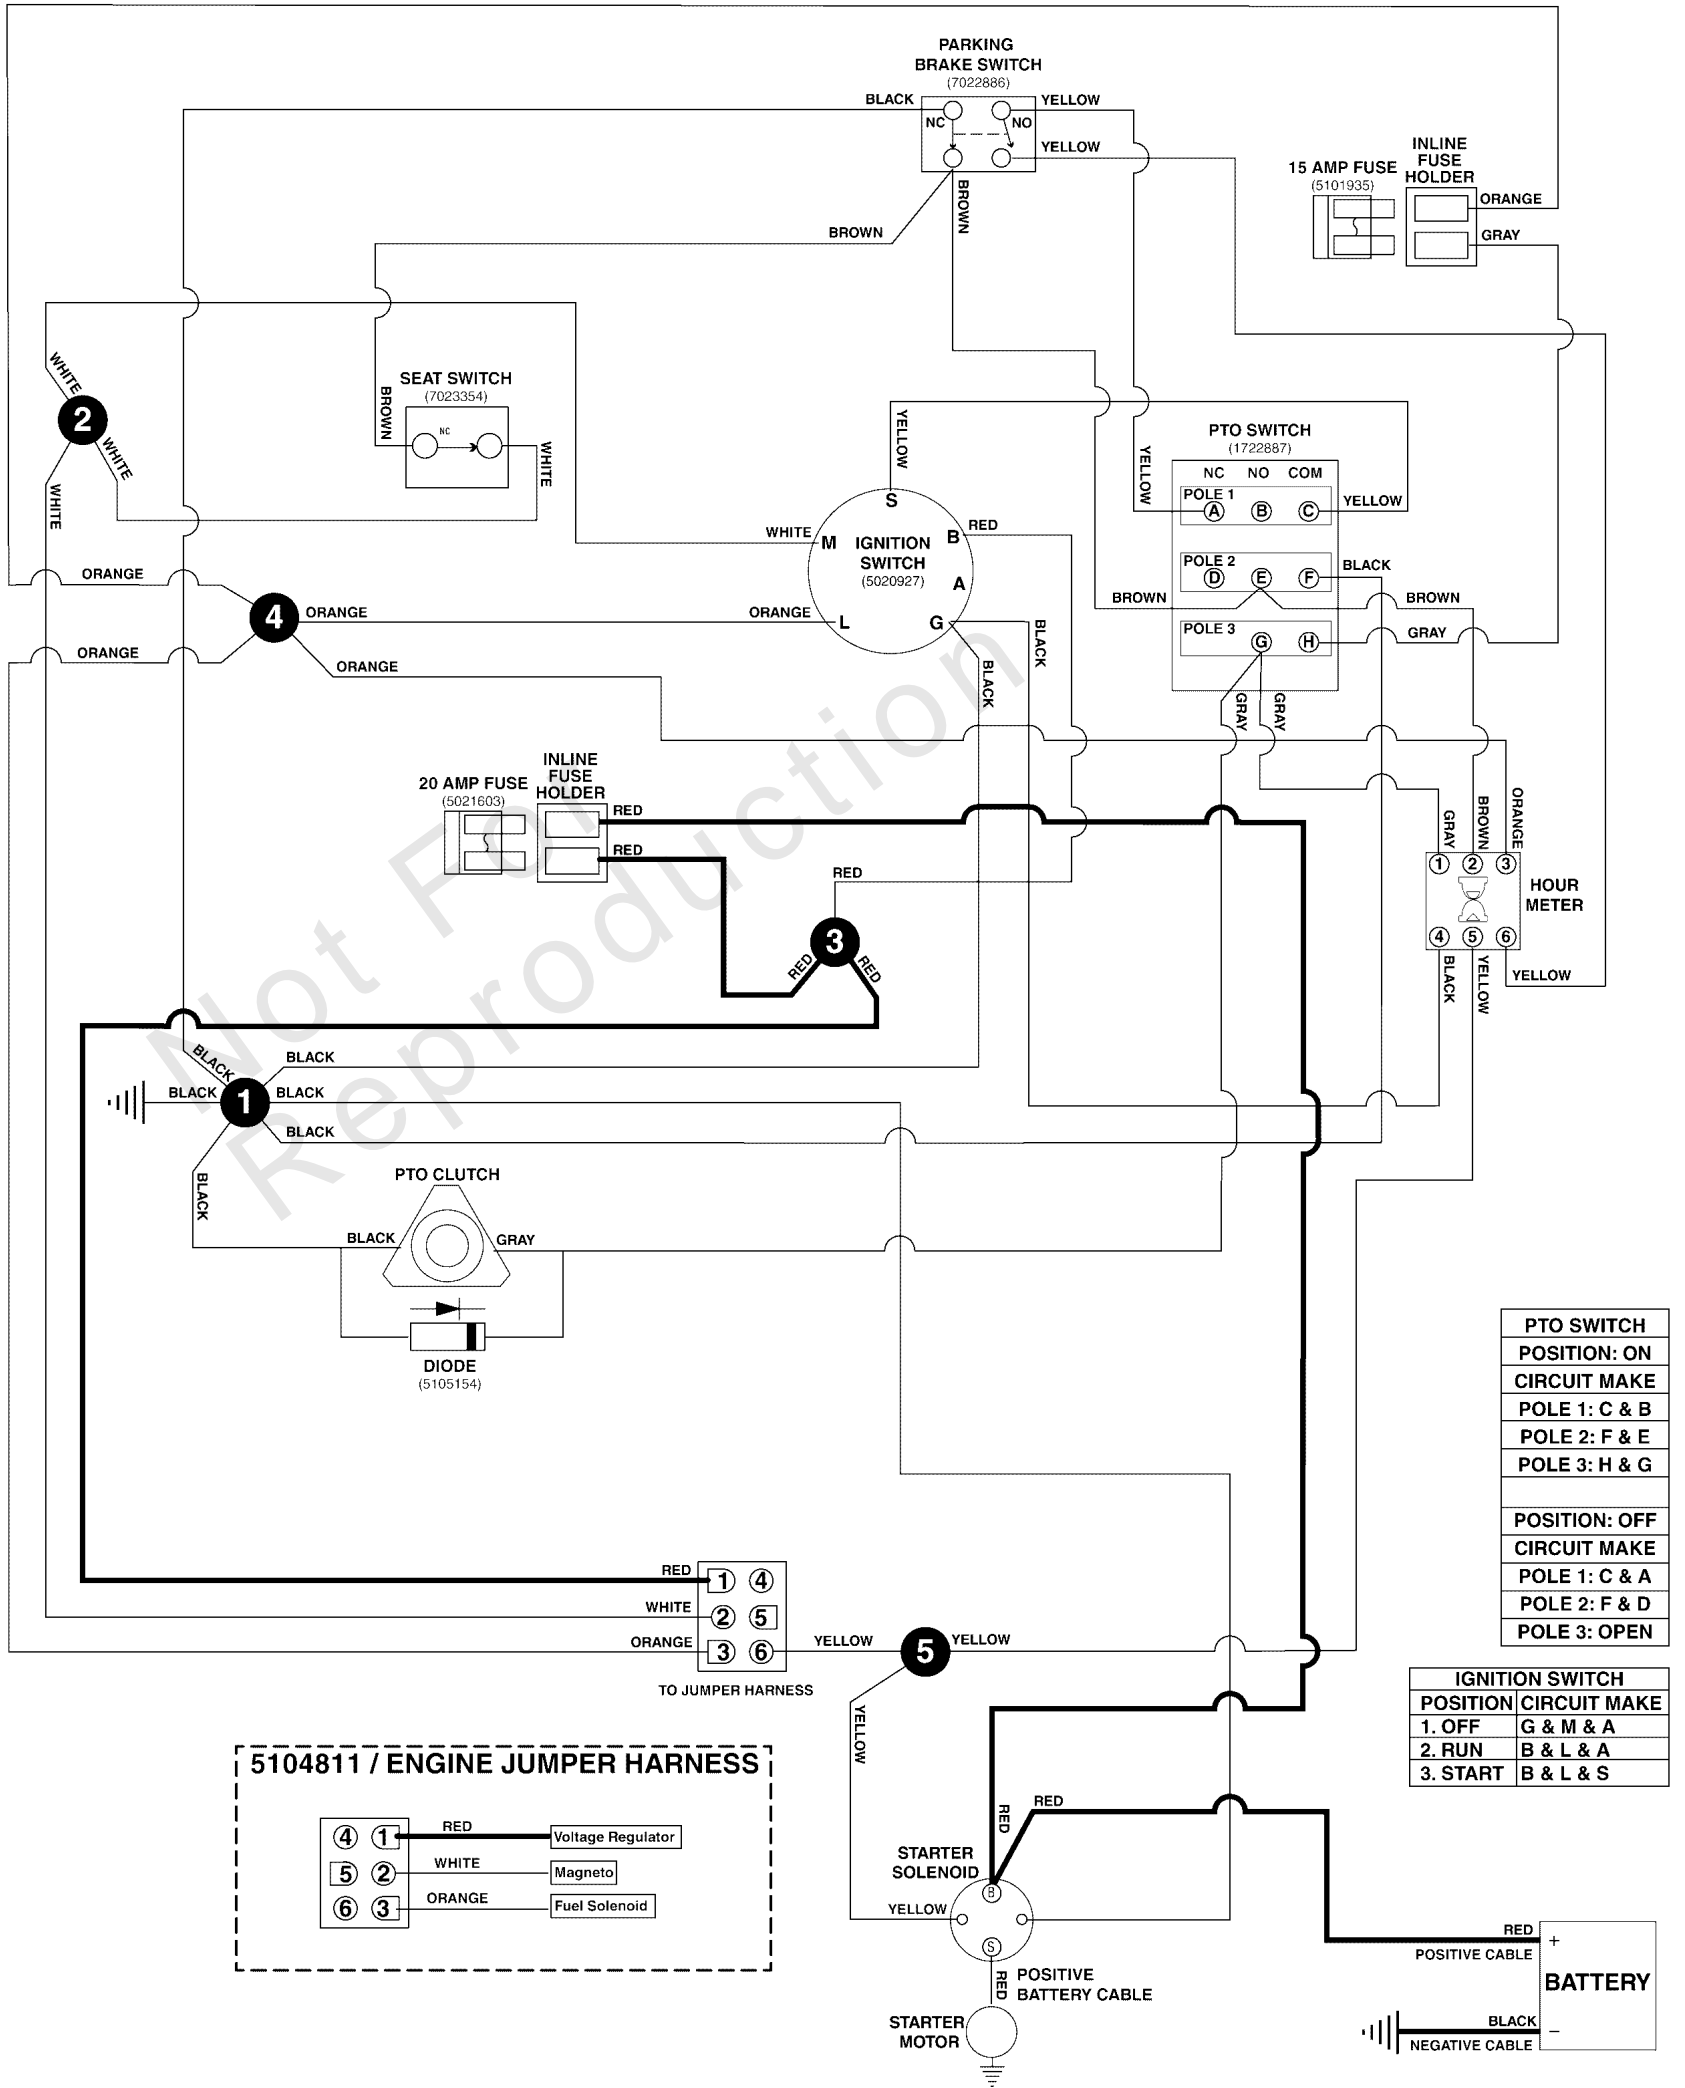 PARKING
BRAKE SWITCH
(7022886)
BLACK
YELLOW
NC
NO
YELLOW
BROWN
BROWN
15 AMP FUSE
(5101935)
INLINE
FUSE
HOLDER
ORANGE
GRAY
WHITE
2
WHITE
WHITE
SEAT SWITCH
(7023354)
BROWN
NC
WHITE
YELLOW
YELLOW
PTO SWITCH
(1722887)
NC NO COM
POLE 1
A B C
YELLOW
POLE 2
D E F
BLACK
BROWN
BROWN
POLE 3
G H
GRAY
GRAY
GRAY
WHITE
S
M
IGNITION
SWITCH
(5020927)
B
RED
A
L
G
BLACK
BLACK
ORANGE
4
ORANGE
ORANGE
ORANGE
ORANGE
Not For
Reproduction
20 AMP FUSE
(5021603)
INLINE
FUSE
HOLDER
RED
RED
RED
3
RED
RED
GRAY
BROWN
ORANGE
1 2 3
HOUR
METER
4 5 6
BLACK
YELLOW
YELLOW
BLACK
BLACK
BLACK
1
BLACK
BLACK
BLACK
PTO CLUTCH
BLACK
GRAY
DIODE
(5105154)
PTO SWITCH
POSITION: ON
CIRCUIT MAKE
POLE 1: C & B
POLE 2: F & E
POLE 3: H & G
POSITION: OFF
CIRCUIT MAKE
POLE 1: C & A
POLE 2: F & D
POLE 3: OPEN
RED
1 4
WHITE
2 5
ORANGE
3 6
YELLOW
5
YELLOW
TO JUMPER HARNESS
YELLOW
IGNITION SWITCH
POSITION CIRCUIT MAKE
1. OFF G & M & A
2. RUN B & L & A
3. START B & L & S
5104811 / ENGINE JUMPER HARNESS
4 1
RED
Voltage Regulator
5 2
WHITE
Magneto
6 3
ORANGE
Fuel Solenoid
RED
RED
STARTER
SOLENOID
B
YELLOW
S
RED
POSITIVE
BATTERY CABLE
STARTER
MOTOR
RED
POSITIVE CABLE
+
BATTERY
BLACK
−
NEGATIVE CABLE